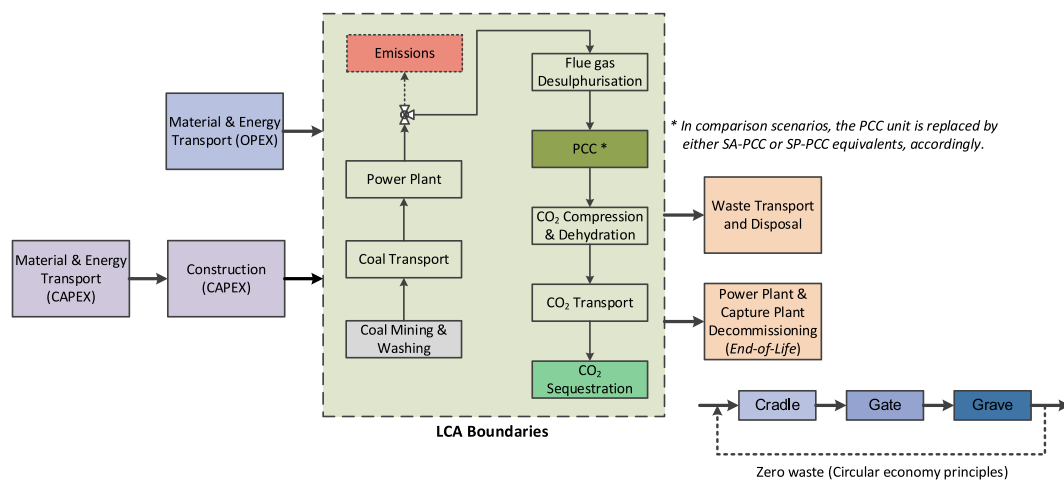 Emissions
Flue gas
Desulphurisation
Material & Energy
Transport (OPEX)
* In comparison scenarios, the PCC unit is replaced by
either SA-PCC or SP-PCC equivalents, accordingly.
PCC *
Power Plant
CO₂ Compression
& Dehydration
Waste Transport
and Disposal
Material & Energy
Transport
(CAPEX)
Construction
(CAPEX)
Coal Transport
CO₂ Transport
Power Plant &
Capture Plant
Decommissioning
(End-of-Life)
Coal Mining &
Washing
CO₂
Sequestration
LCA Boundaries
Cradle
Gate
Grave
Zero waste (Circular economy principles)